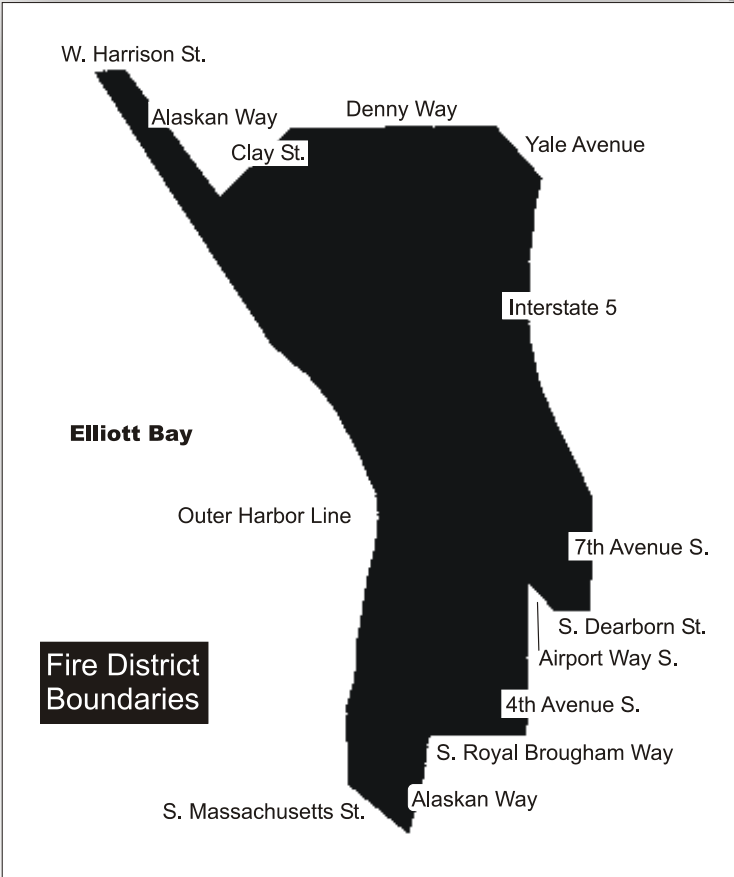 W. Harrison St.
Denny Way
Alaskan Way
Yale Avenue
Clay St.
Interstate 5
Elliott Bay
Outer Harbor Line
7th Avenue S.
S. Dearborn St.
Airport Way S.
Fire District
Boundaries
4th Avenue S.
S. Royal Brougham Way
Alaskan Way
S. Massachusetts St.